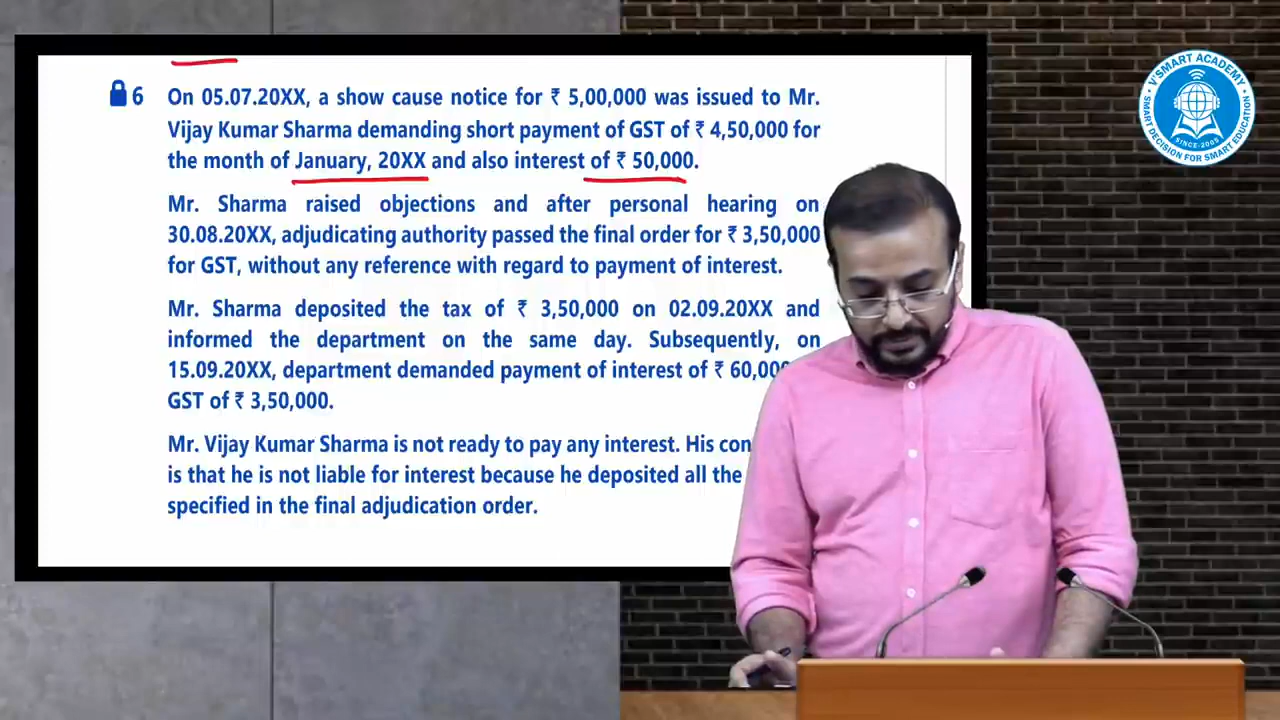 6 On 05.07.20XX, a show cause notice for ₹ 5,00,000 was issued to Mr.
Vijay Kumar Sharma demanding short payment of GST of ₹ 4,50,000 for
the month of January, 20XX and also interest of ₹ 50,000.
Mr. Sharma raised objections and after personal hearing on
30.08.20XX, adjudicating authority passed the final order for ₹ 3,50,000
for GST, without any reference with regard to payment of interest.
Mr. Sharma deposited the tax of ₹ 3,50,000 on 02.09.20XX and
informed the department on the same day. Subsequently, on
15.09.20XX, department demanded payment of interest of ₹ 60,000
GST of ₹ 3,50,000.
Mr. Vijay Kumar Sharma is not ready to pay any interest. His con
is that he is not liable for interest because he deposited all the
specified in the final adjudication order.
V'SMART ACADEMY
SINCE-2003
SMART DECISION FOR SMART EDUCATION